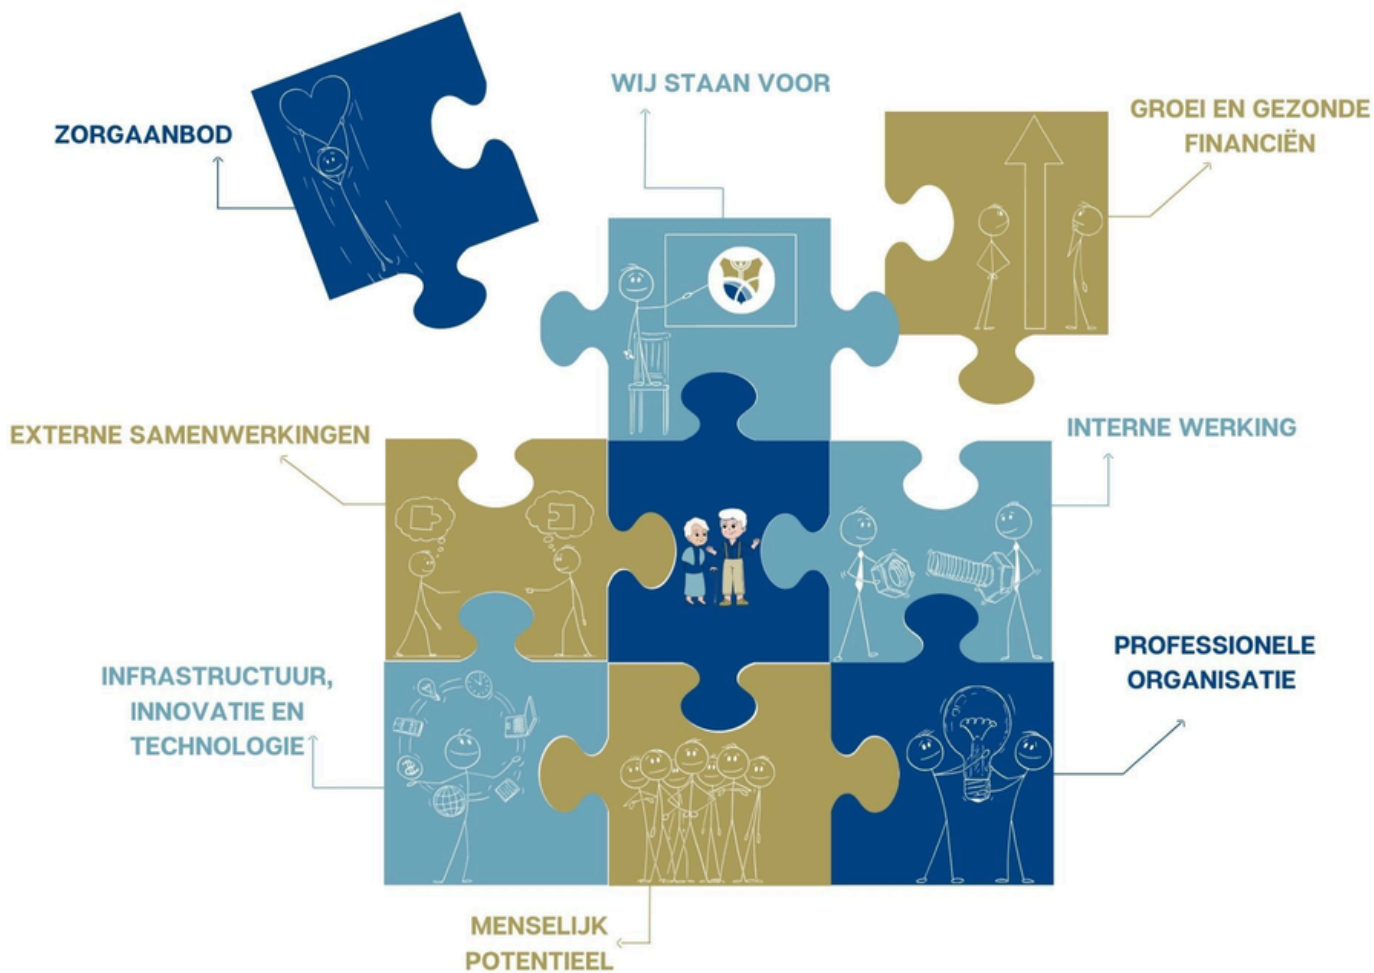 WIJ STAAN VOOR
GROEI EN GEZONDE
FINANCIËN
ZORGAANBOD
EXTERNE SAMENWERKINGEN
INTERNE WERKING
PROFESSIONELE
ORGANISATIE
INFRASTRUCTUUR,
INNOVATIE EN
TECHNOLOGIE
MENSELIJK
POTENTIEEL